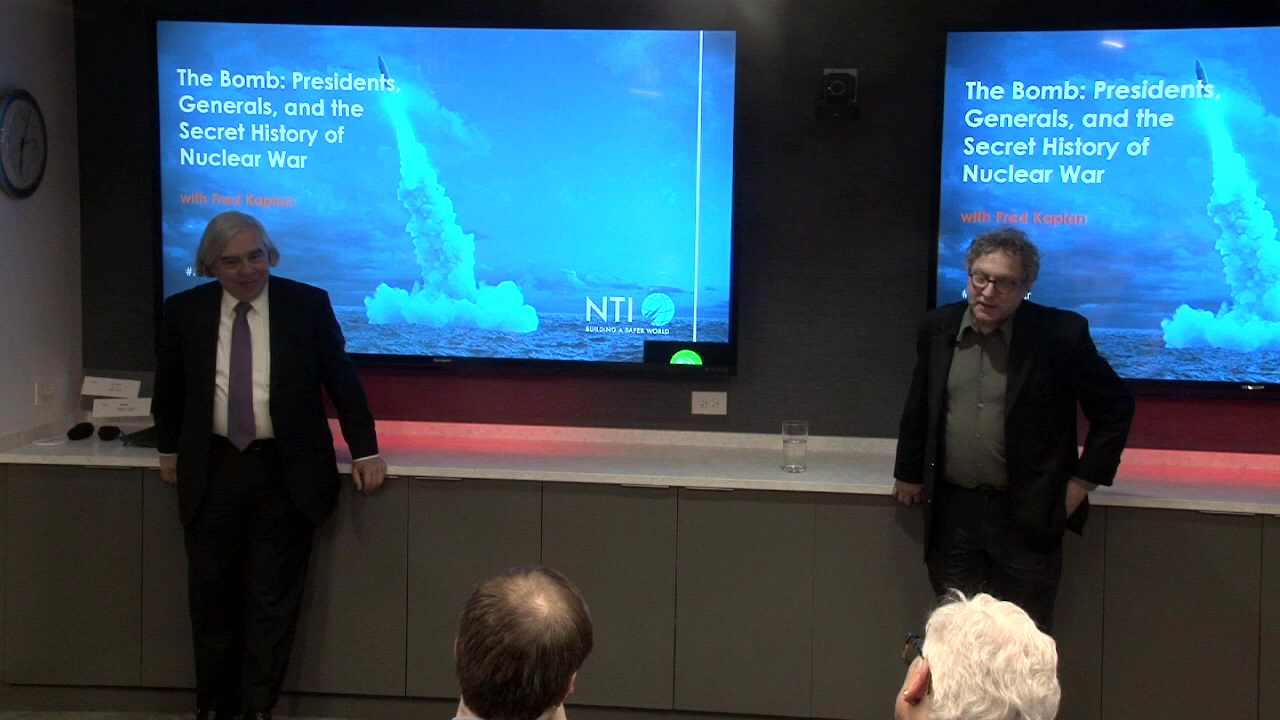 The Bomb: Presidents,
Generals, and the
Secret History of
Nuclear War
with Fred Kaplan
NTI
BUILDING A SAFER WORLD
The Bomb: Presidents,
Generals, and the
Secret History of
Nuclear War
with Fred Kaplan